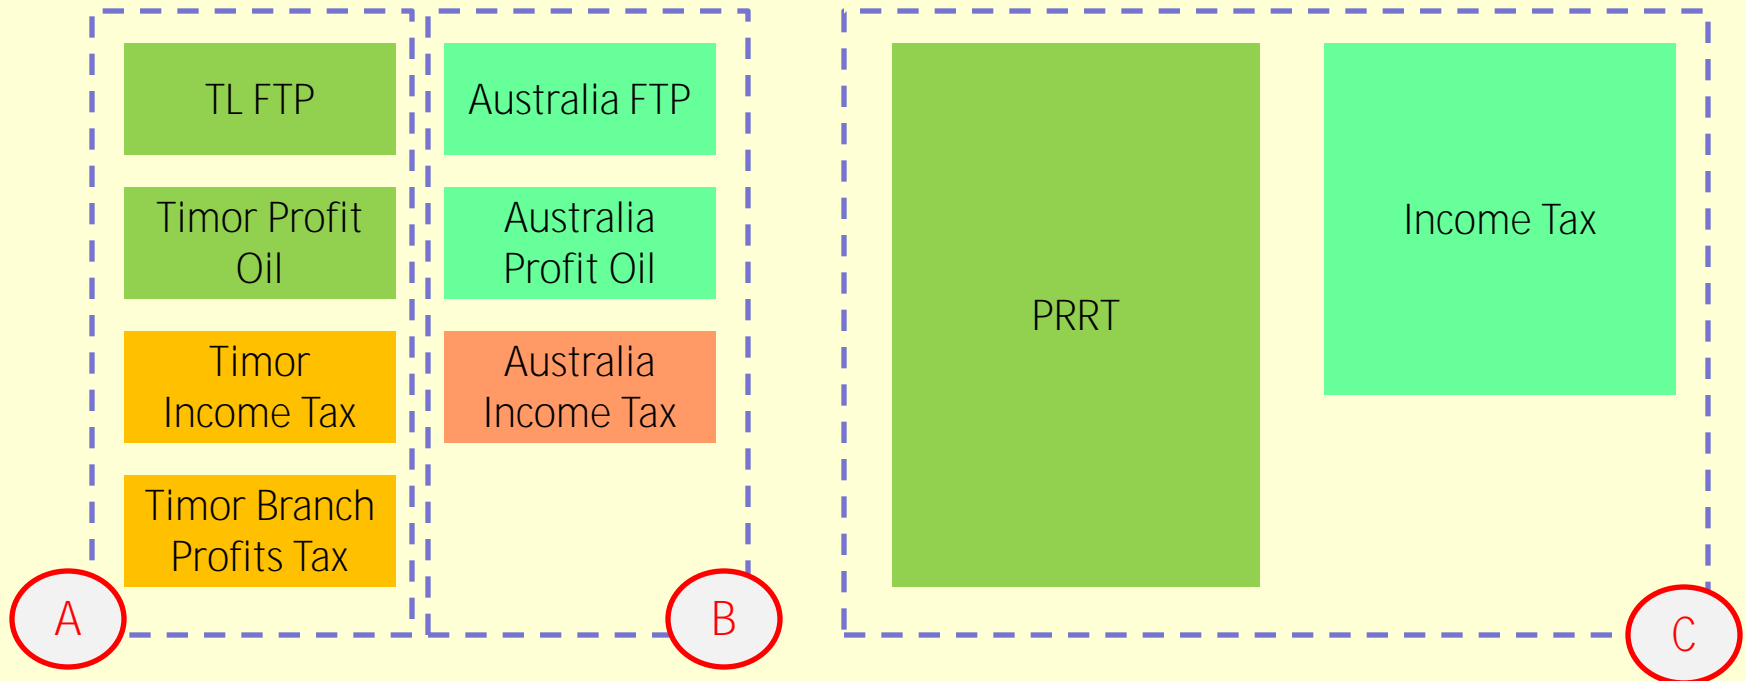 TL FTP
Timor Profit
Oil
Timor
Income Tax
Timor Branch
Profits Tax
A
Australia FTP
Australia
Profit Oil
Australia
Income Tax
B
PRRT
Income Tax
C